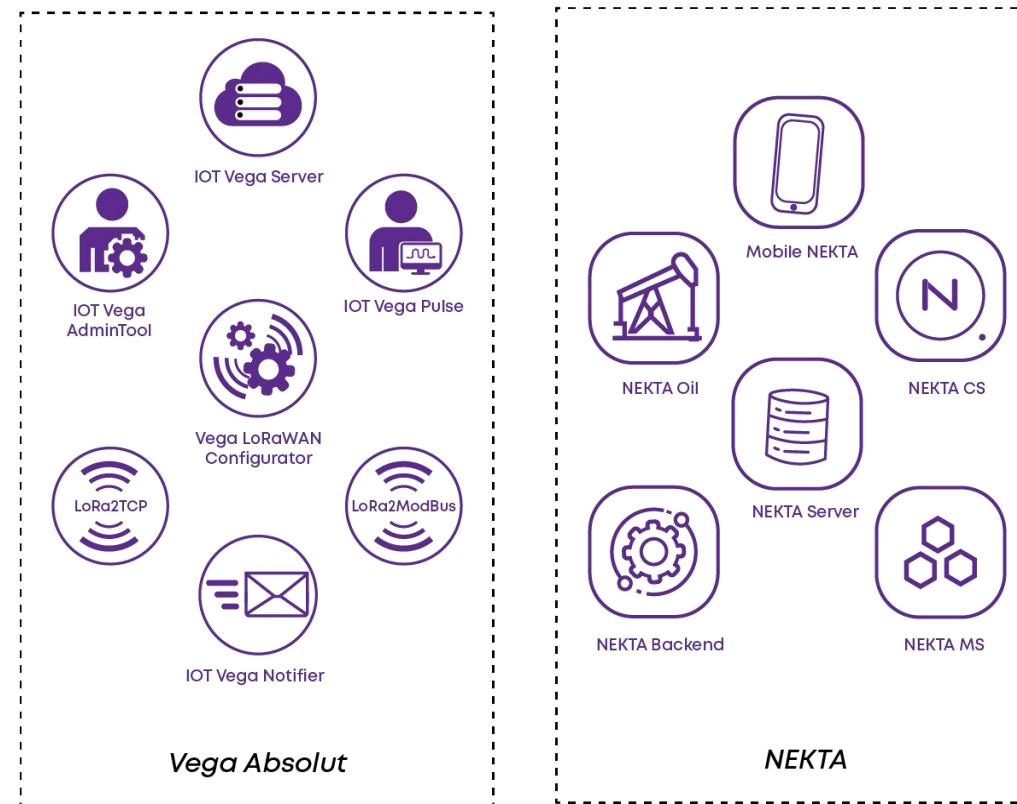 IOT Vega Server
IOT Vega
AdminTool
IOT Vega Pulse
Vega LoRaWAN
Configurator
LoRa2TCP
LoRa2ModBus
IOT Vega Notifier
Vega Absolut
Mobile NEKTA
NEKTA Oil
N
NEKTA CS
NEKTA Server
NEKTA Backend
NEKTA MS
NEKTA